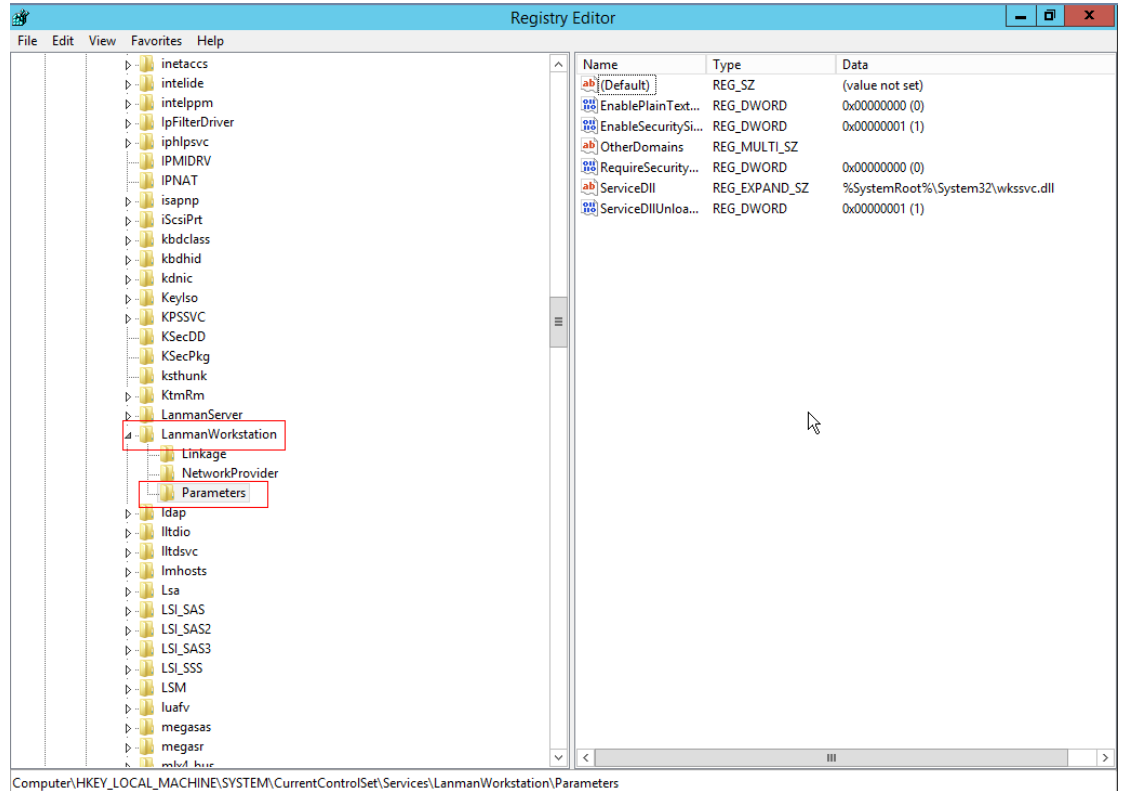 Registry Editor
File Edit View Favorites Help
inetaccs
intelide
intelppm
IpFilterDriver
iphlpsvc
IPMIDRV
IPNAT
isapnp
iScsiPrt
kbdclass
kbdhid
kdnic
KeyIso
KPSSVC
KSecDD
KSecPkg
ksthunk
KtmRm
LanmanServer
LanmanWorkstation
Linkage
NetworkProvider
Parameters
ldap
lltdio
lltdsvc
lmhosts
Lsa
LSI_SAS
LSI_SAS2
LSI_SAS3
LSI_SSS
LSM
luafv
megasas
megasr
mlx4_bus
Name Type Data
(Default) REG_SZ (value not set)
EnablePlainText... REG_DWORD 0x00000000 (0)
EnableSecuritySi... REG_DWORD 0x00000001 (1)
OtherDomains REG_MULTI_SZ
RequireSecurity... REG_DWORD 0x00000000 (0)
ServiceDll REG_EXPAND_SZ %SystemRoot%\System32\wkssvc.dll
ServiceDllUnloa... REG_DWORD 0x00000001 (1)
Computer\HKEY_LOCAL_MACHINE\SYSTEM\CurrentControlSet\Services\LanmanWorkstation\Parameters